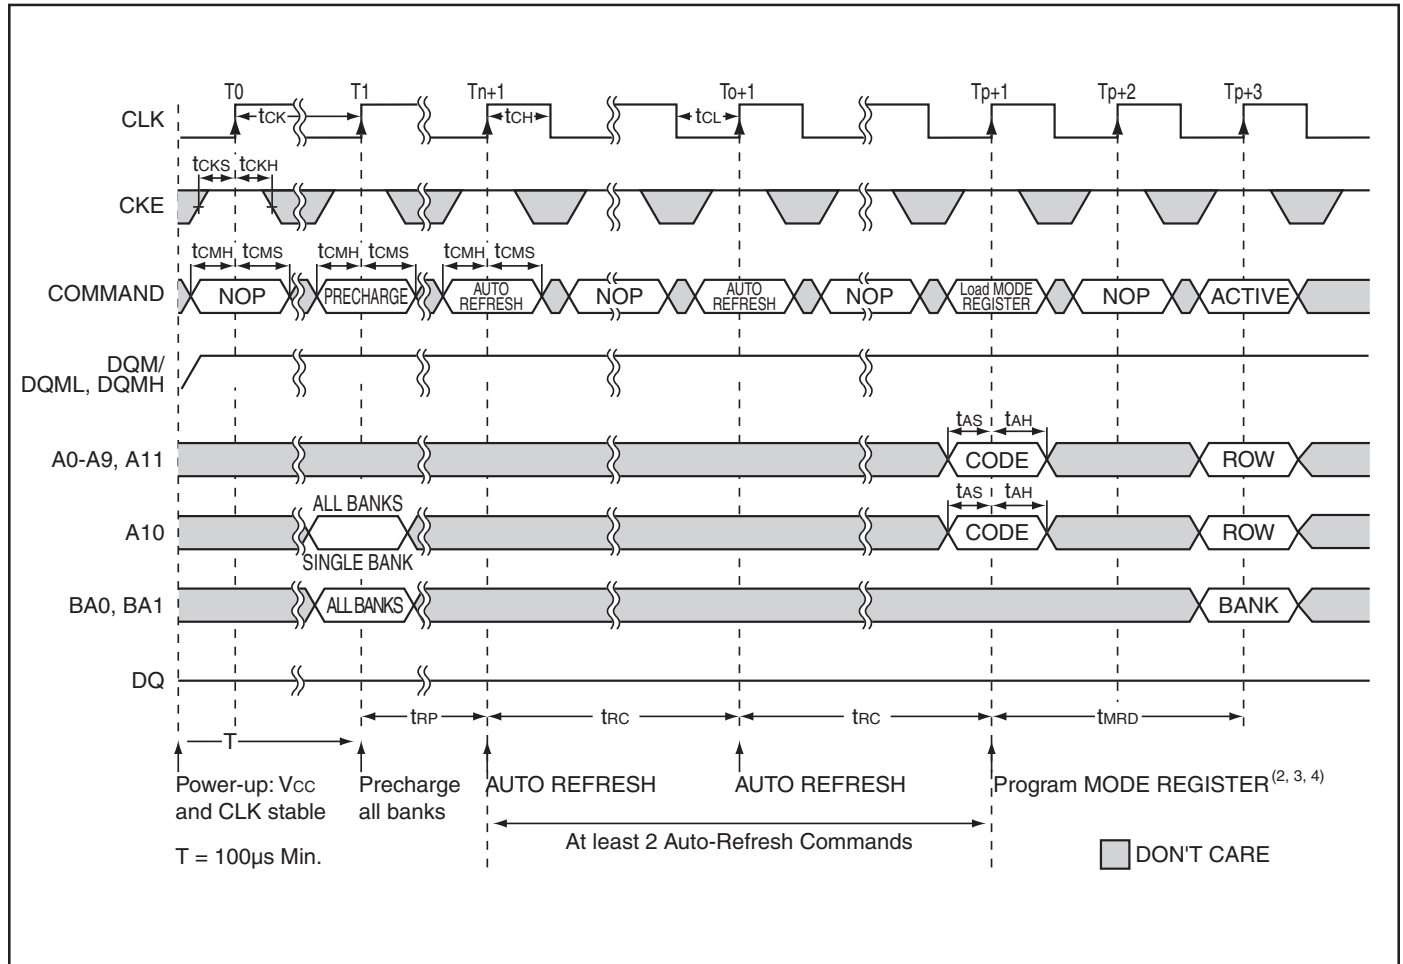 T0 T1 Tn+1 To+1 Tp+1 Tp+2 Tp+3
CLK tCK tCH tCL
tCKS tCKH
CKE
tCMH tCMS tCMH tCMS tCMH tCMS
COMMAND NOP PRECHARGE AUTO REFRESH NOP AUTO REFRESH NOP Load MODE REGISTER NOP ACTIVE
DQM/
DQML, DQMH
tAS tAH
A0-A9, A11 CODE ROW
ALL BANKS tAS tAH
A10 CODE ROW
SINGLE BANK
BA0, BA1 ALL BANKS BANK
DQ
tRP tRC tRC tMRD
T
Power-up: VCC
and CLK stable
Precharge
all banks
AUTO REFRESH
AUTO REFRESH
Program MODE REGISTER(2, 3, 4)
At least 2 Auto-Refresh Commands
T = 100µs Min.
DON'T CARE